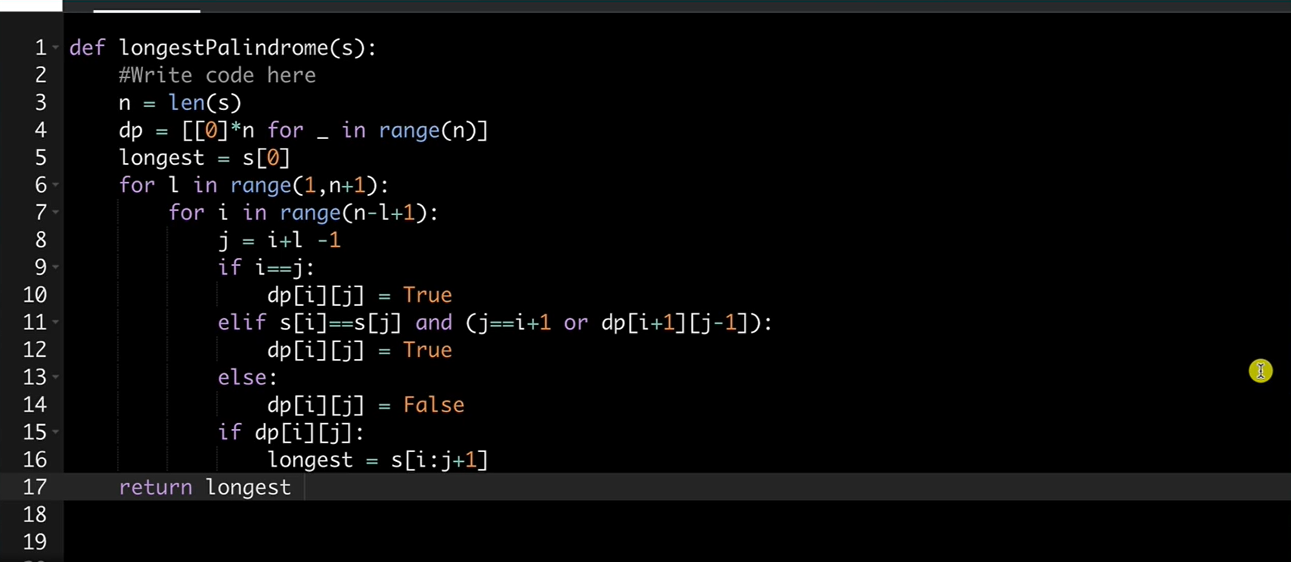 1 def longestPalindrome(s):
2     #Write code here
3     n = len(s)
4     dp = [[0]*n for _ in range(n)]
5     longest = s[0]
6     for l in range(1,n+1):
7         for i in range(n-l+1):
8             j = i+l -1
9             if i==j:
10                 dp[i][j] = True
11             elif s[i]==s[j] and (j==i+1 or dp[i+1][j-1]):
12                 dp[i][j] = True
13             else:
14                 dp[i][j] = False
15             if dp[i][j]:
16                 longest = s[i:j+1]
17     return longest
18
19